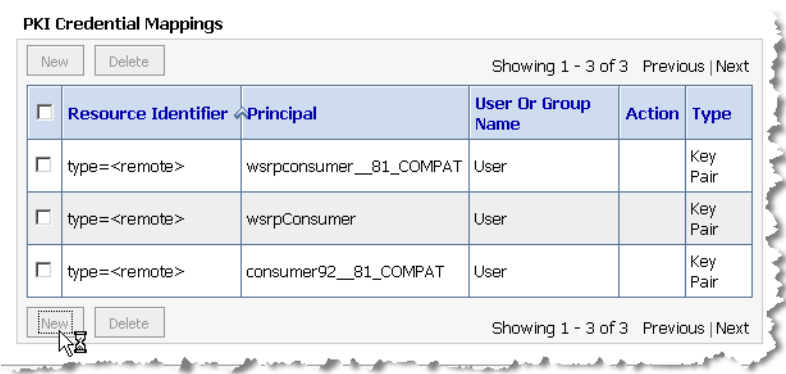 PKI Credential Mappings
New Delete Showing 1 - 3 of 3 Previous | Next
Resource Identifier Principal User Or Group Name Action Type
type=<remote> wsrpconsumer__81_COMPAT User Key Pair
type=<remote> wsrpConsumer User Key Pair
type=<remote> consumer92__81_COMPAT User Key Pair
New Delete Showing 1 - 3 of 3 Previous | Next